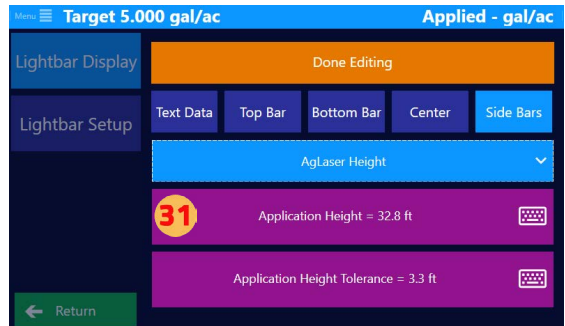 Menu Target 5.000 gal/ac Applied - gal/ac
Lightbar Display
Done Editing
Lightbar Setup
Text Data Top Bar Bottom Bar Center Side Bars
AgLaser Height
31 Application Height = 32.8 ft
Application Height Tolerance = 3.3 ft
Return